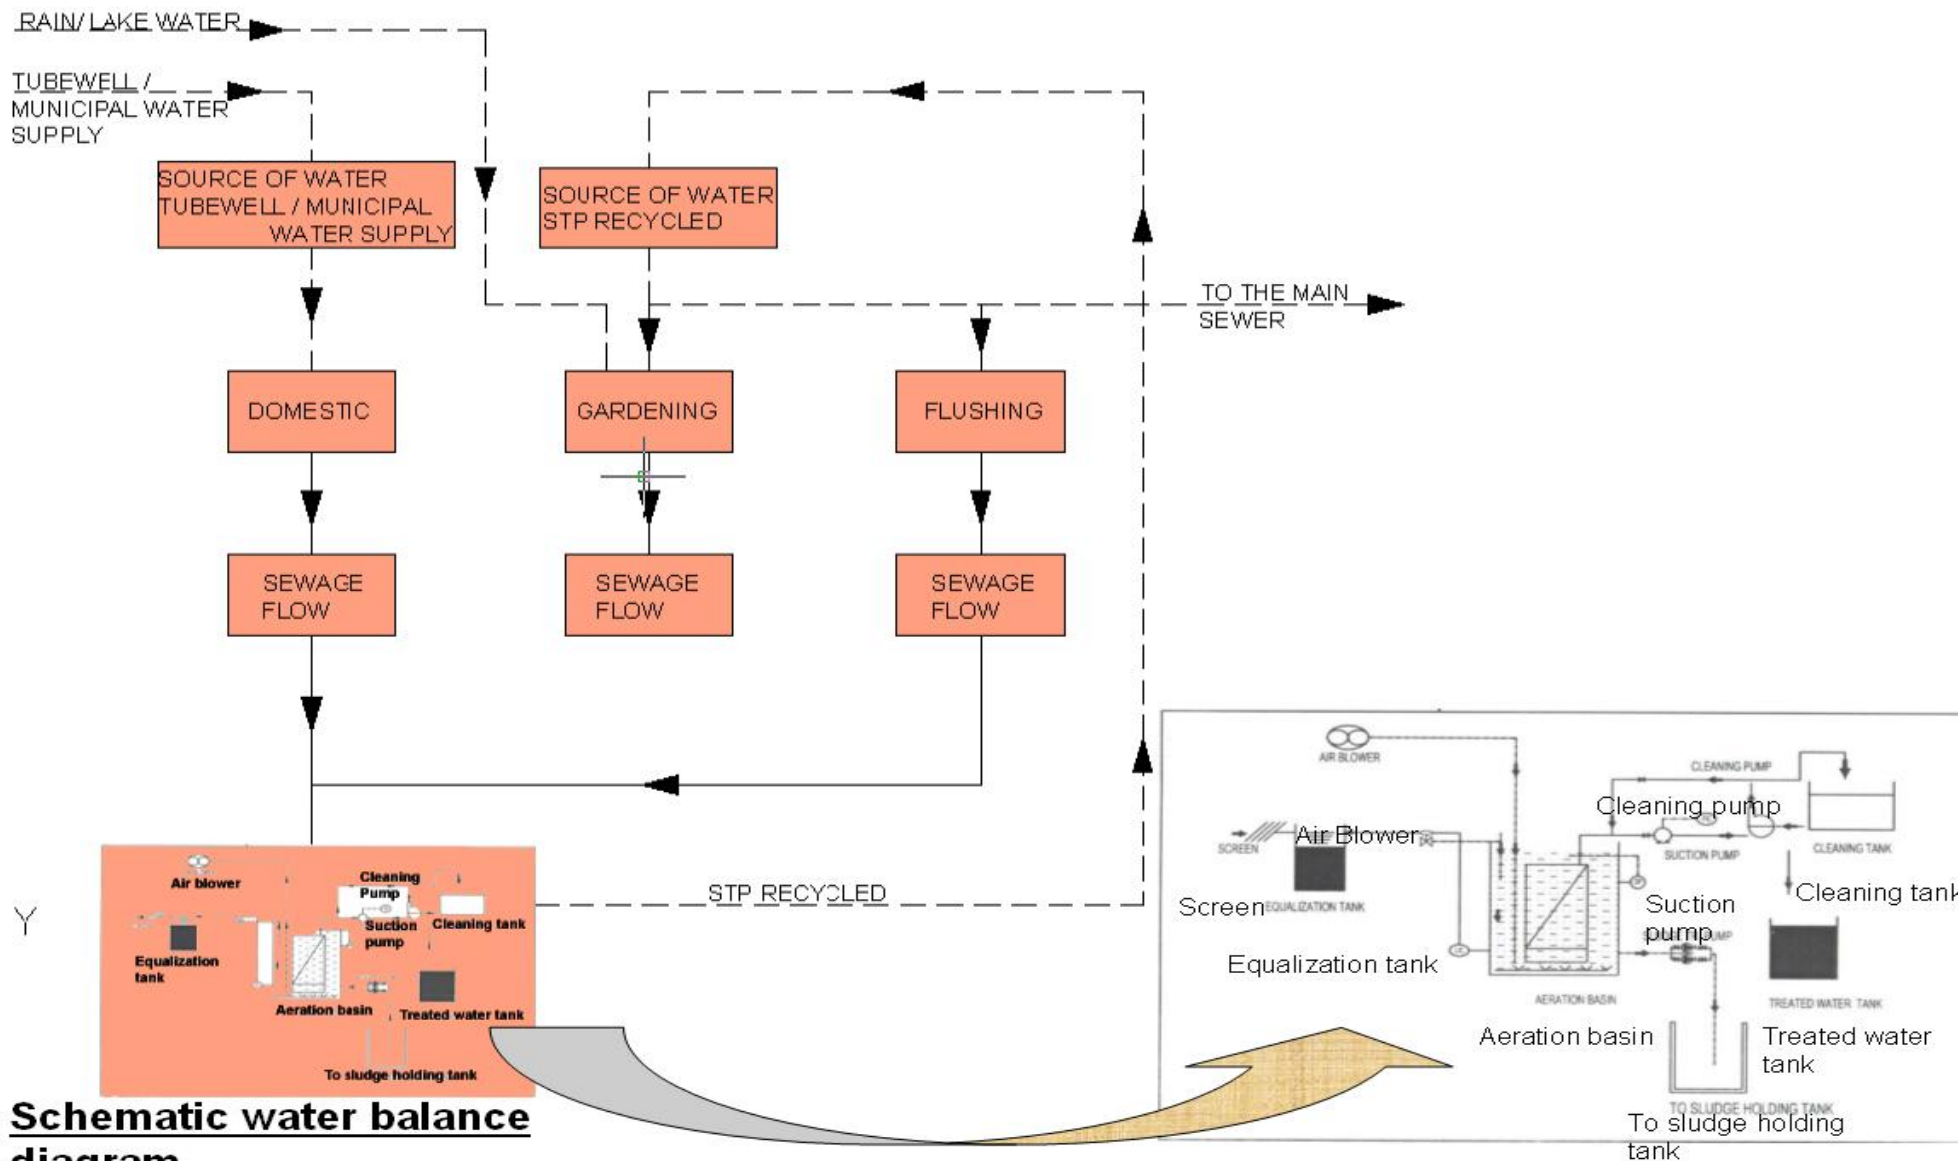 RAIN/ LAKE WATER
TUBEWELL /
MUNICIPAL WATER
SUPPLY
SOURCE OF WATER
TUBEWELL / MUNICIPAL
WATER SUPPLY
SOURCE OF WATER
STP RECYCLED
TO THE MAIN
SEWER
DOMESTIC
GARDENING
FLUSHING
SEWAGE
FLOW
SEWAGE
FLOW
SEWAGE
FLOW
STP RECYCLED
Y
Air blower
Cleaning
Pump
Suction
pump
Cleaning tank
Equalization
tank
Aeration basin
Treated water tank
To sludge holding tank
AIR BLOWER
CLEANING PUMP
Cleaning pump
Air Blower
SCREEN
SUCTION PUMP
CLEANING TANK
Cleaning tank
Screen
EQUALIZATION TANK
Suction
pump
PUMP
Equalization tank
AERATION BASIN
TREATED WATER TANK
Aeration basin
Treated water
tank
TO SLUDGE HOLDING TANK
To sludge holding
tank
Schematic water balance
diagram